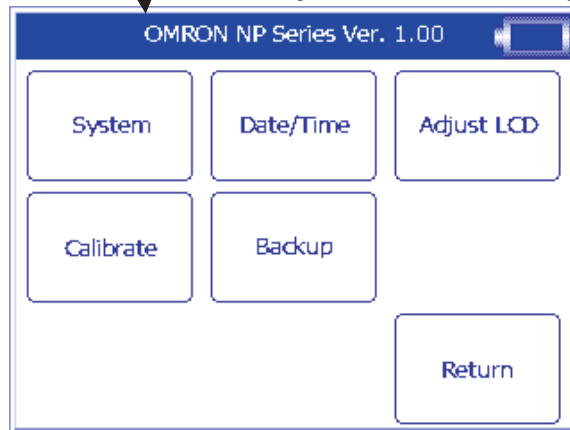 OMRON NP Series Ver. 1.00
System Date/Time Adjust LCD
Calibrate Backup
Return